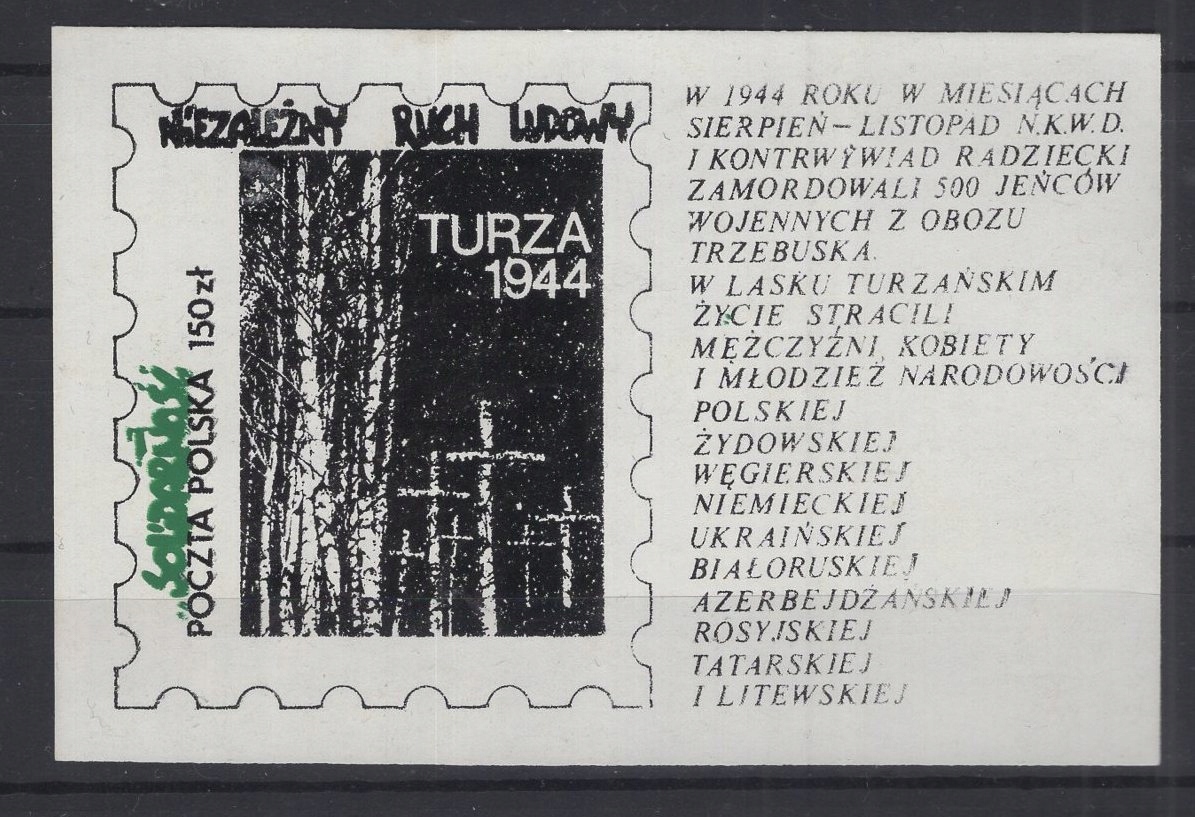 NIEZALEŻNY RUCH LUDOWY
TURZA
1944
SOLIDARNOŚĆ
POCZTA POLSKA 150 zł
W 1944 ROKU W MIESIĄCACH
SIERPIEŃ-LISTOPAD N.K.W.D.
I KONTRWYWIAD RADZIECKI
ZAMORDOWALI 500 JEŃCÓW
WOJENNYCH Z OBOZU
TRZEBUSKA.
W LASKU TURZAŃSKIM
ŻYCIE STRACILI
MĘŻCZYŹNI, KOBIETY
I MŁODZIEŻ NARODOWOŚCI
POLSKIEJ
ŻYDOWSKIEJ
WĘGIERSKIEJ
NIEMIECKIEJ
UKRAIŃSKIEJ
BIAŁORUSKIEJ
AZERBEJDŻAŃSKIEJ
ROSYJSKIEJ
TATARSKIEJ
I LITEWSKIEJ